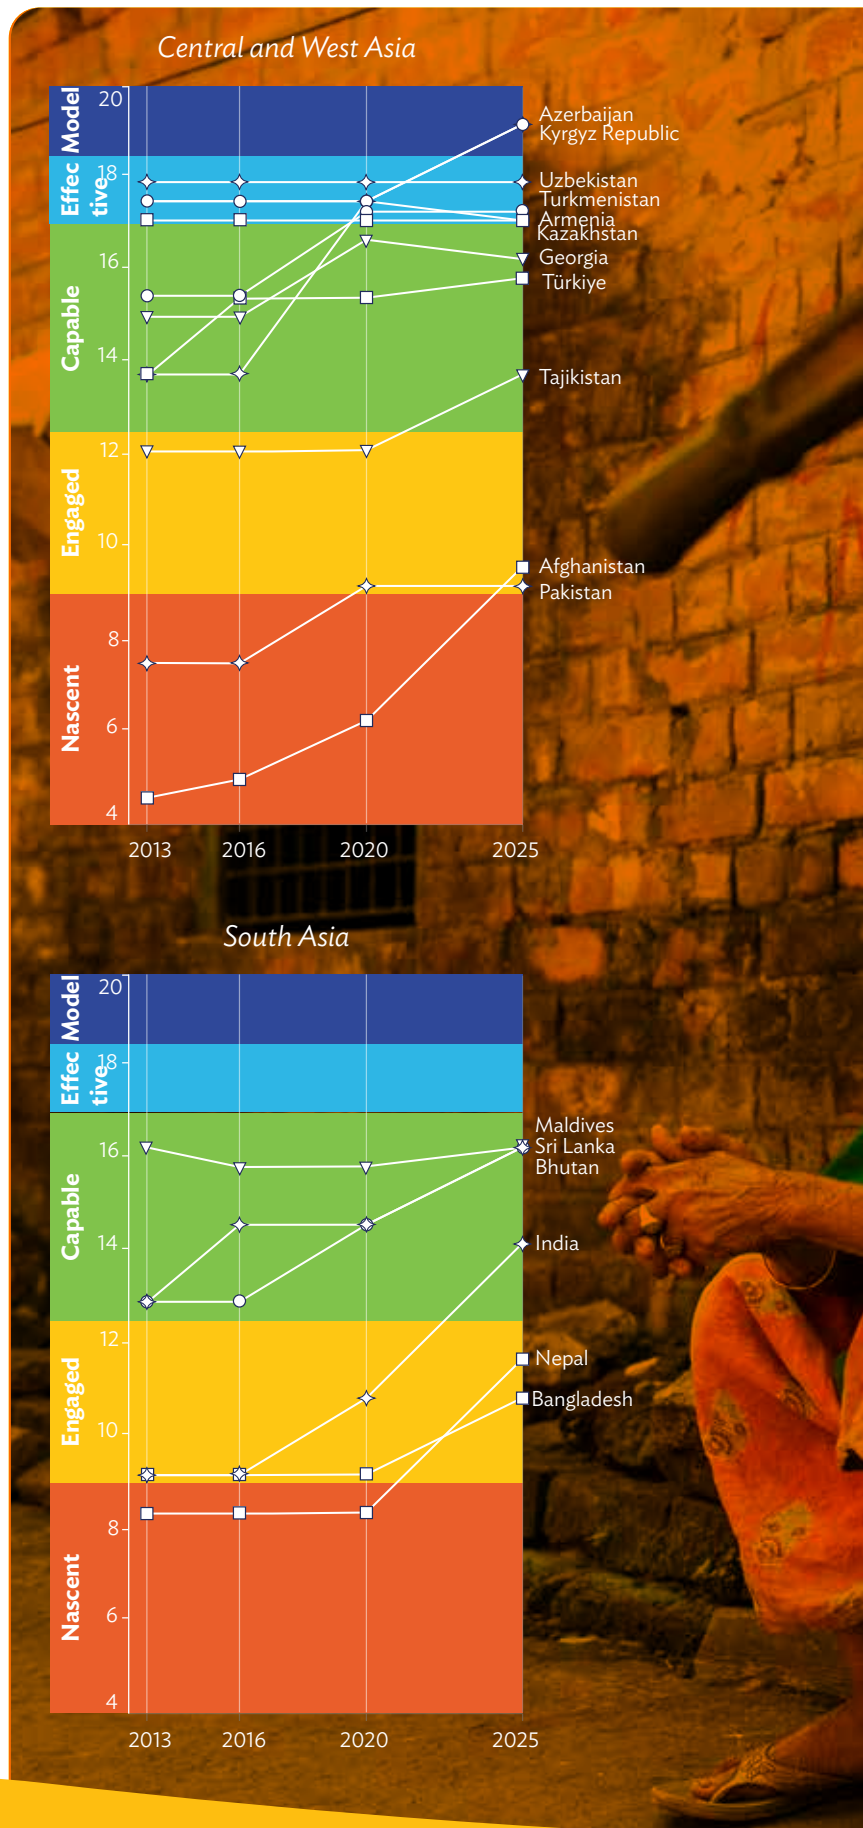 Central and West Asia
Model
Effec
tive
Capable
Engaged
Nascent
20
18
16
14
12
10
8
6
4
Azerbaijan
Kyrgyz Republic
Uzbekistan
Turkmenistan
Armenia
Kazakhstan
Georgia
Türkiye
Tajikistan
Afghanistan
Pakistan
2013 2016 2020 2025
South Asia
Model
Effec
tive
Capable
Engaged
Nascent
20
18
16
14
12
10
8
6
4
Maldives
Sri Lanka
Bhutan
India
Nepal
Bangladesh
2013 2016 2020 2025